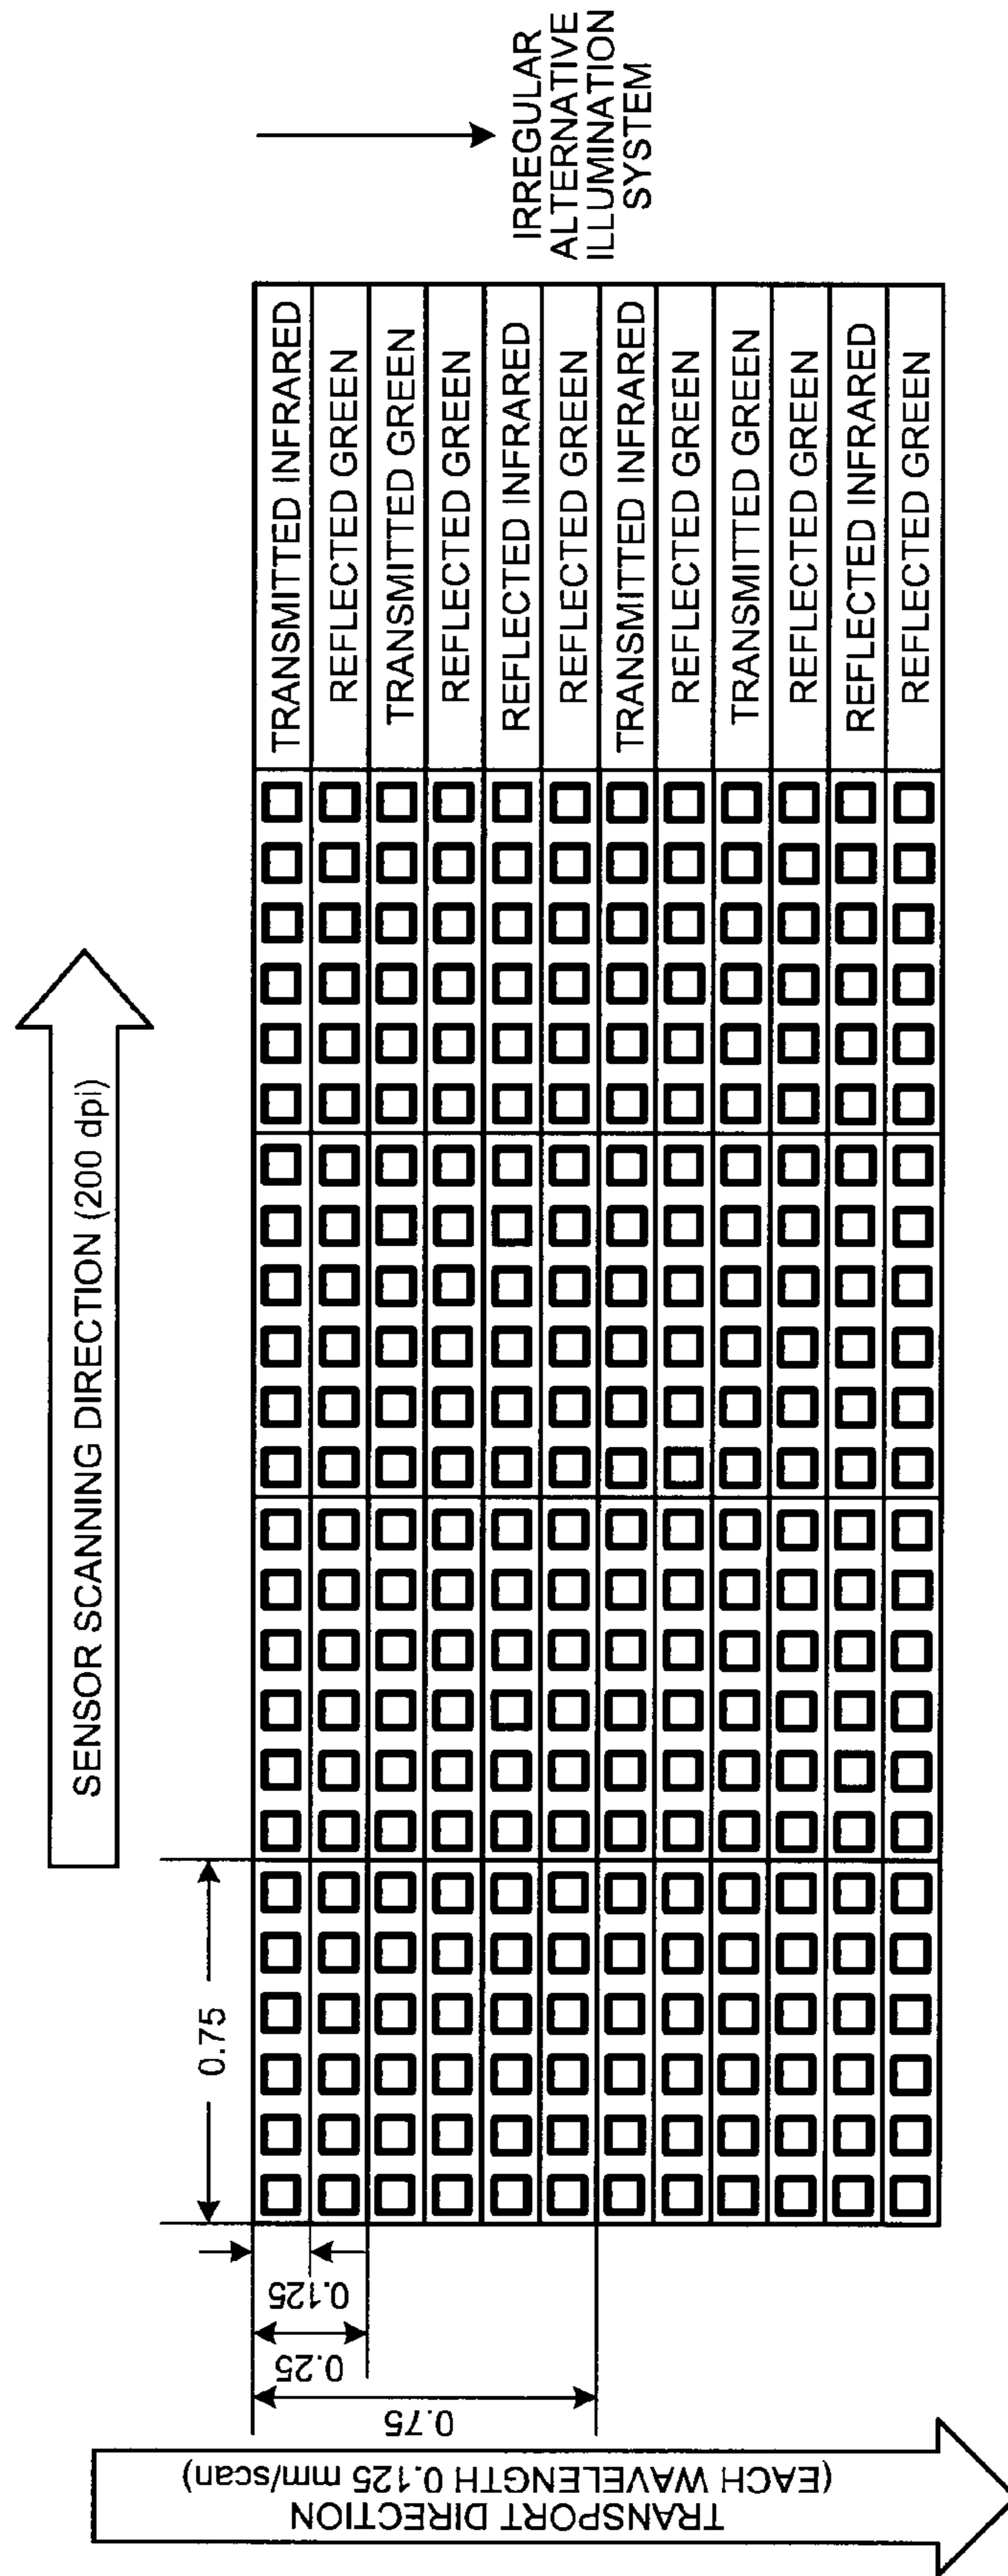 SENSOR SCANNING DIRECTION (200 dpi)
0.75
TRANSPORT DIRECTION
(EACH WAVELENGTH 0.125 mm/scan)
0.75
0.25
0.125
TRANSMITTED INFRARED
REFLECTED GREEN
TRANSMITTED GREEN
REFLECTED GREEN
REFLECTED INFRARED
REFLECTED GREEN
TRANSMITTED INFRARED
REFLECTED GREEN
TRANSMITTED GREEN
REFLECTED GREEN
REFLECTED INFRARED
REFLECTED GREEN
IRREGULAR
ALTERNATIVE
ILLUMINATION
SYSTEM